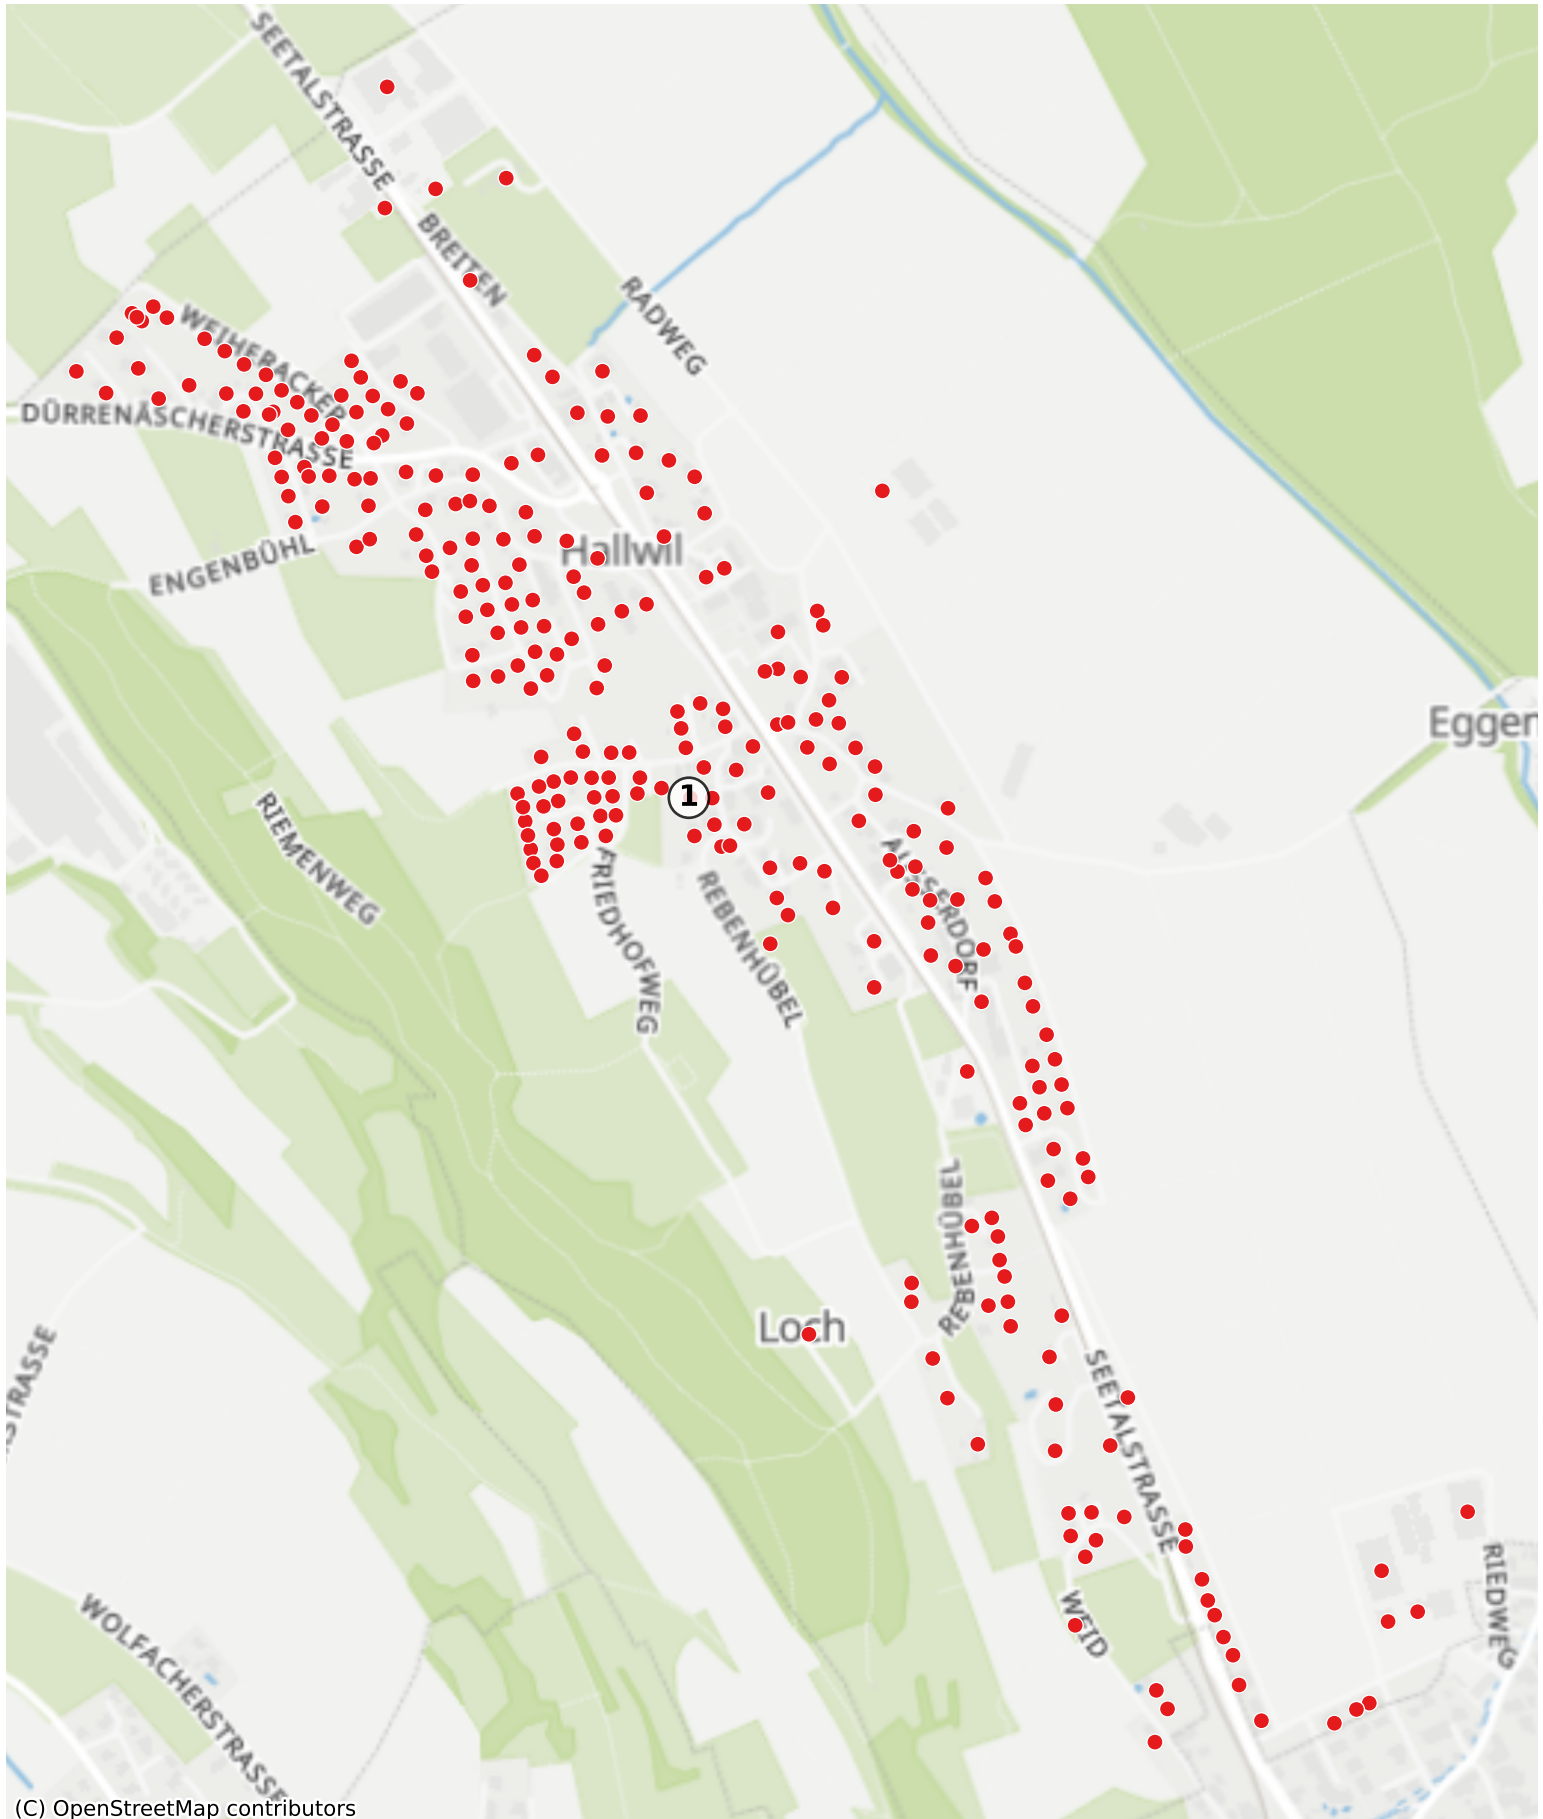 SEETALSTRASSE
BREITEN
RADWEG
WEIHERACKER
DÜRRENÄSCHERSTRASSE
ENGENBÜHL
Hallwil
Eggen
RIEMENWEG
1
FRIEDHOFWEG
REBENHÜBEL
AUSSERDORF
REBENHÜBEL
Loch
SEETALSTRASSE
STRASSE
WEID
RIEDWEG
WOLFACHERSTRASSE
(C) OpenStreetMap contributors